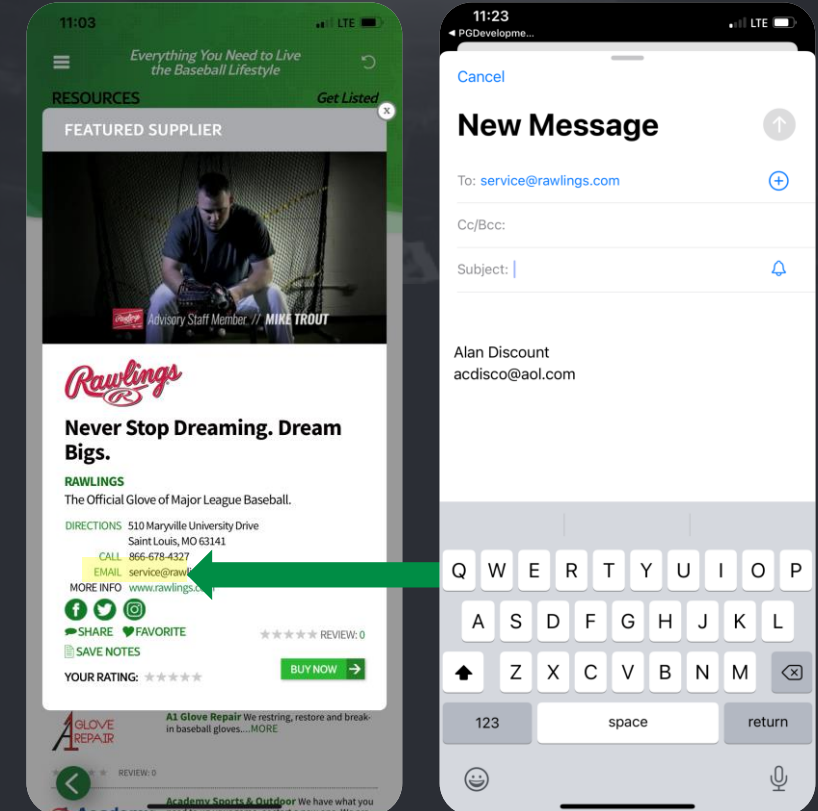 11:03
LTE
Everything You Need to Live
the Baseball Lifestyle
RESOURCES
Get Listed
x
FEATURED SUPPLIER
Rawlings
Advisory Staff Member // MIKE TROUT
Rawlings
R
Never Stop Dreaming. Dream
Bigs.
RAWLINGS
The Official Glove of Major League Baseball.
DIRECTIONS 510 Maryville University Drive
Saint Louis, MO 63141
CALL 866-678-4327
EMAIL
MORE INFO
SHARE FAVORITE
REVIEW: 0
SAVE NOTES
YOUR RATING:
BUY NOW
GLOVE
REPAIR
A1 Glove Repair We restring, restore and break-
in baseball gloves....MORE
REVIEW: 0
Academy Sports & Outdoor We have what you
11:23
LTE
PGDevelopme...
Cancel
New Message
To: service@rawlings.com
Cc/Bcc:
Subject:
Alan Discount
acdisco@aol.com
Q W E R T Y U I O P
A S D F G H J K L
Z X C V B N M
123 space return